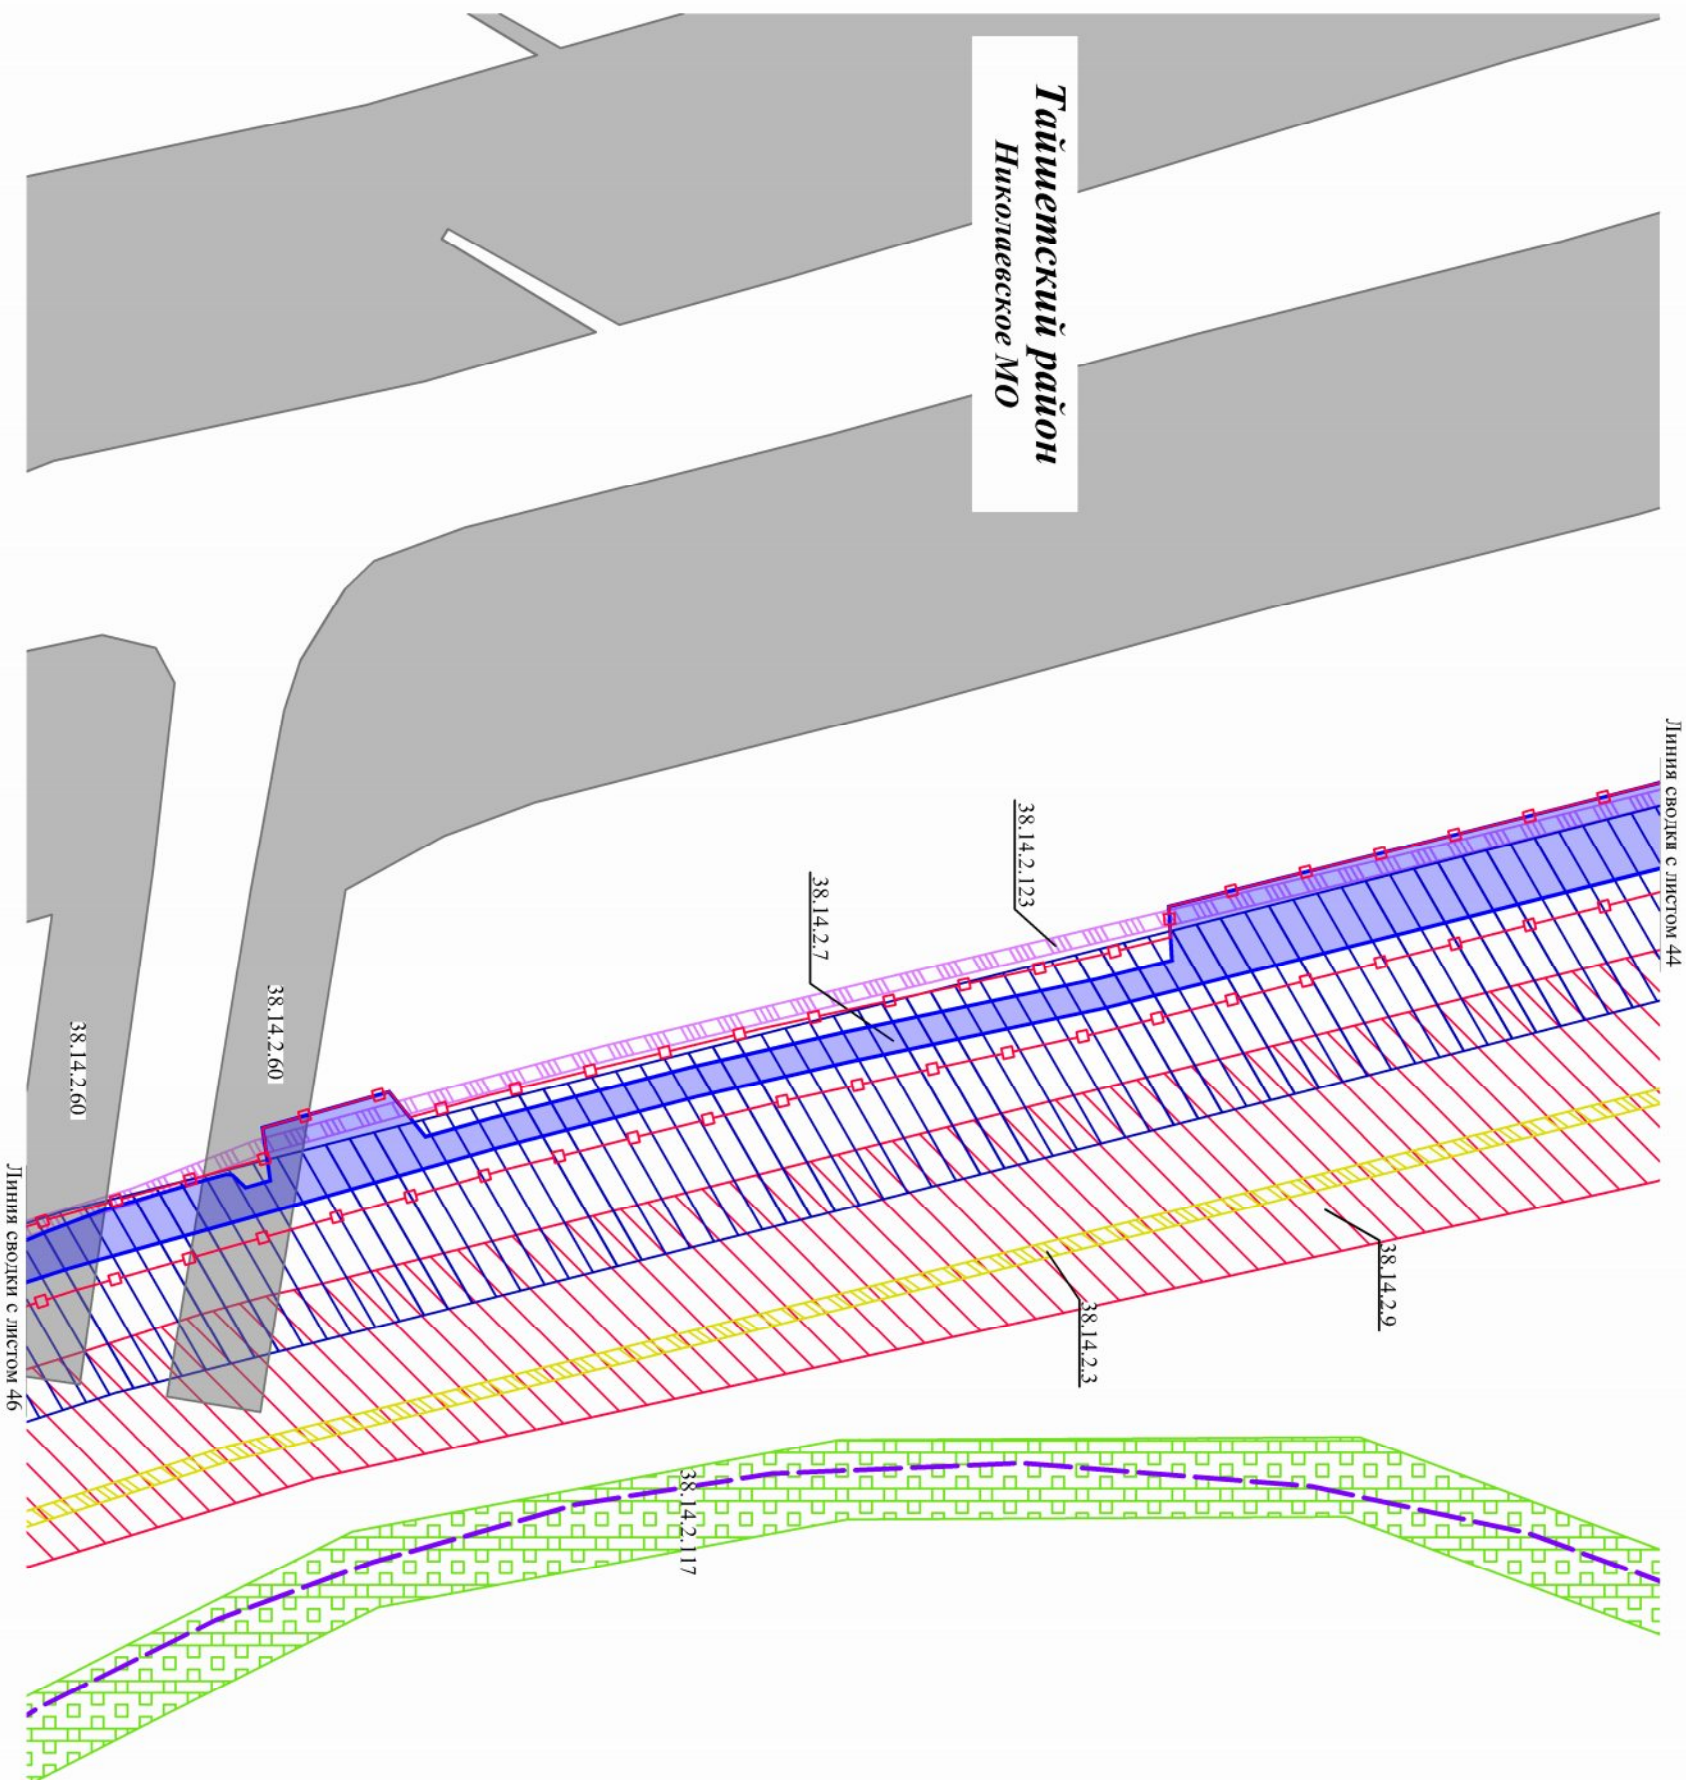 Тайшетский район
Николаевское МО
Линия сводки с листом 44
38.14.2.123
38.14.2.7
38.14.2.60
38.14.2.60
38.14.2.9
38.14.2.3
Линия сводки с листом 46
38.14.2.117